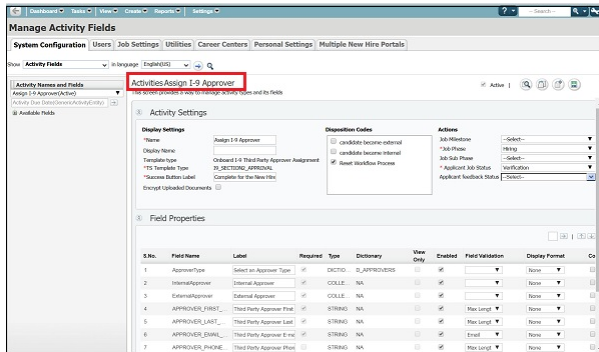 Dashboard Tasks View Create Reports Settings ? -- Search --
Manage Activity Fields
System Configuration Users Job Settings Utilities Career Centers Personal Settings Multiple New Hire Portals
Show Activity Fields in language English(US)
Activity Names and Fields
Assign I-9 Approver(Active)
Activity Due Date(GenericActivityEntity)
Available Fields
Activities Assign I-9 Approver
This screen provides a way to manage activity types and its fields
Active |
Activity Settings
Display Settings Disposition Codes Actions
*Name Assign I-9 Approver
Display Name
Template type Onboard I-9 Third Party Approver Assignment
*TS Template Type I9_SECTION2_APPROVAL
*Success Button Label Complete for the New Hire
Encrypt Uploaded Documents
candidate became external
candidate became internal
Reset Workflow Process
Job Milestone --Select--
*Job Phase Hiring
Job Sub Phase --Select--
* Applicant Job Status Verification
Applicant feedback Status --Select--
Field Properties
S.No. Field Name Label Required Type Dictionary View Only Enabled Field Validation Display Format Co
1 ApproverType Select an Approver Type DICTIO... D_APPROVERS None
2 InternalApprover Internal Approver COLLE... NA None
3 ExternalApprover External Approver COLLE... NA None
4 APPROVER_FIRST_... Third Party Approver First STRING NA Max Lengt None
5 APPROVER_LAST_... Third Party Approver Last STRING NA Max Lengt None
6 APPROVER_EMAIL_... Third Party Approver E-ma STRING NA Email None
7 APPROVER_PHONE... Third Party Approver Phon STRING NA None